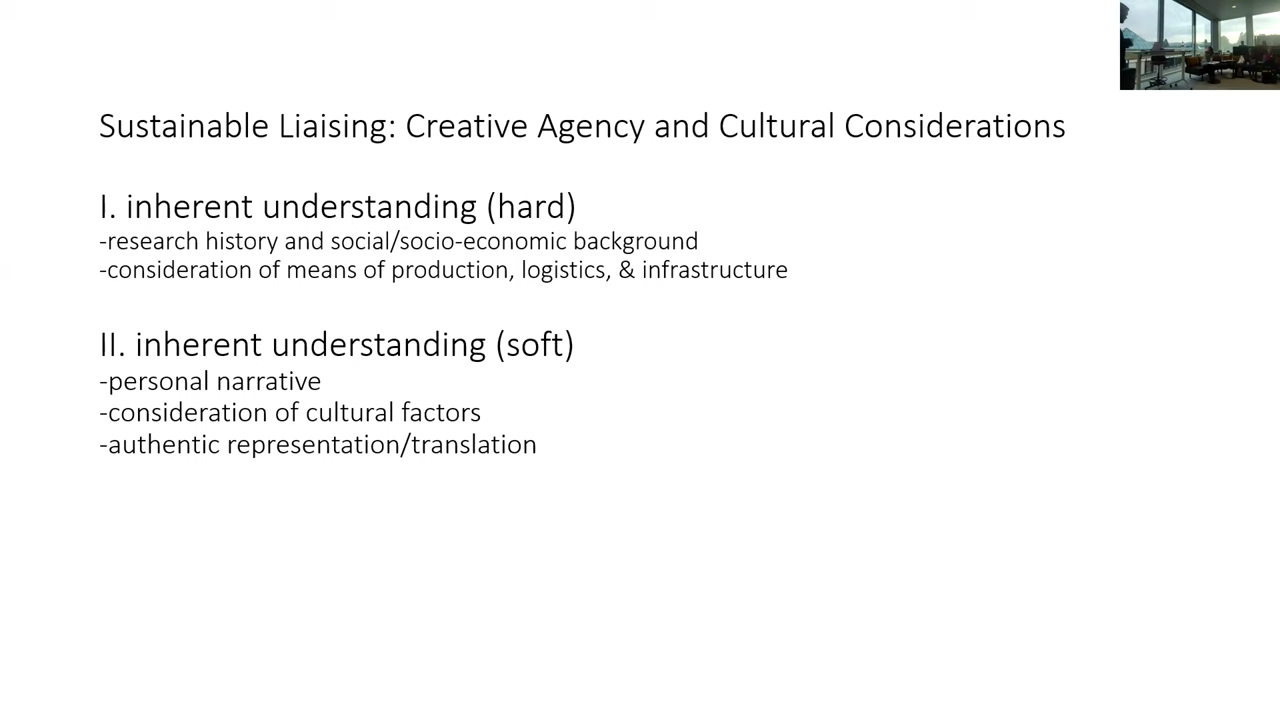 Sustainable Liaising: Creative Agency and Cultural Considerations
I. inherent understanding (hard)
-research history and social/socio-economic background
-consideration of means of production, logistics, & infrastructure
II. inherent understanding (soft)
-personal narrative
-consideration of cultural factors
-authentic representation/translation